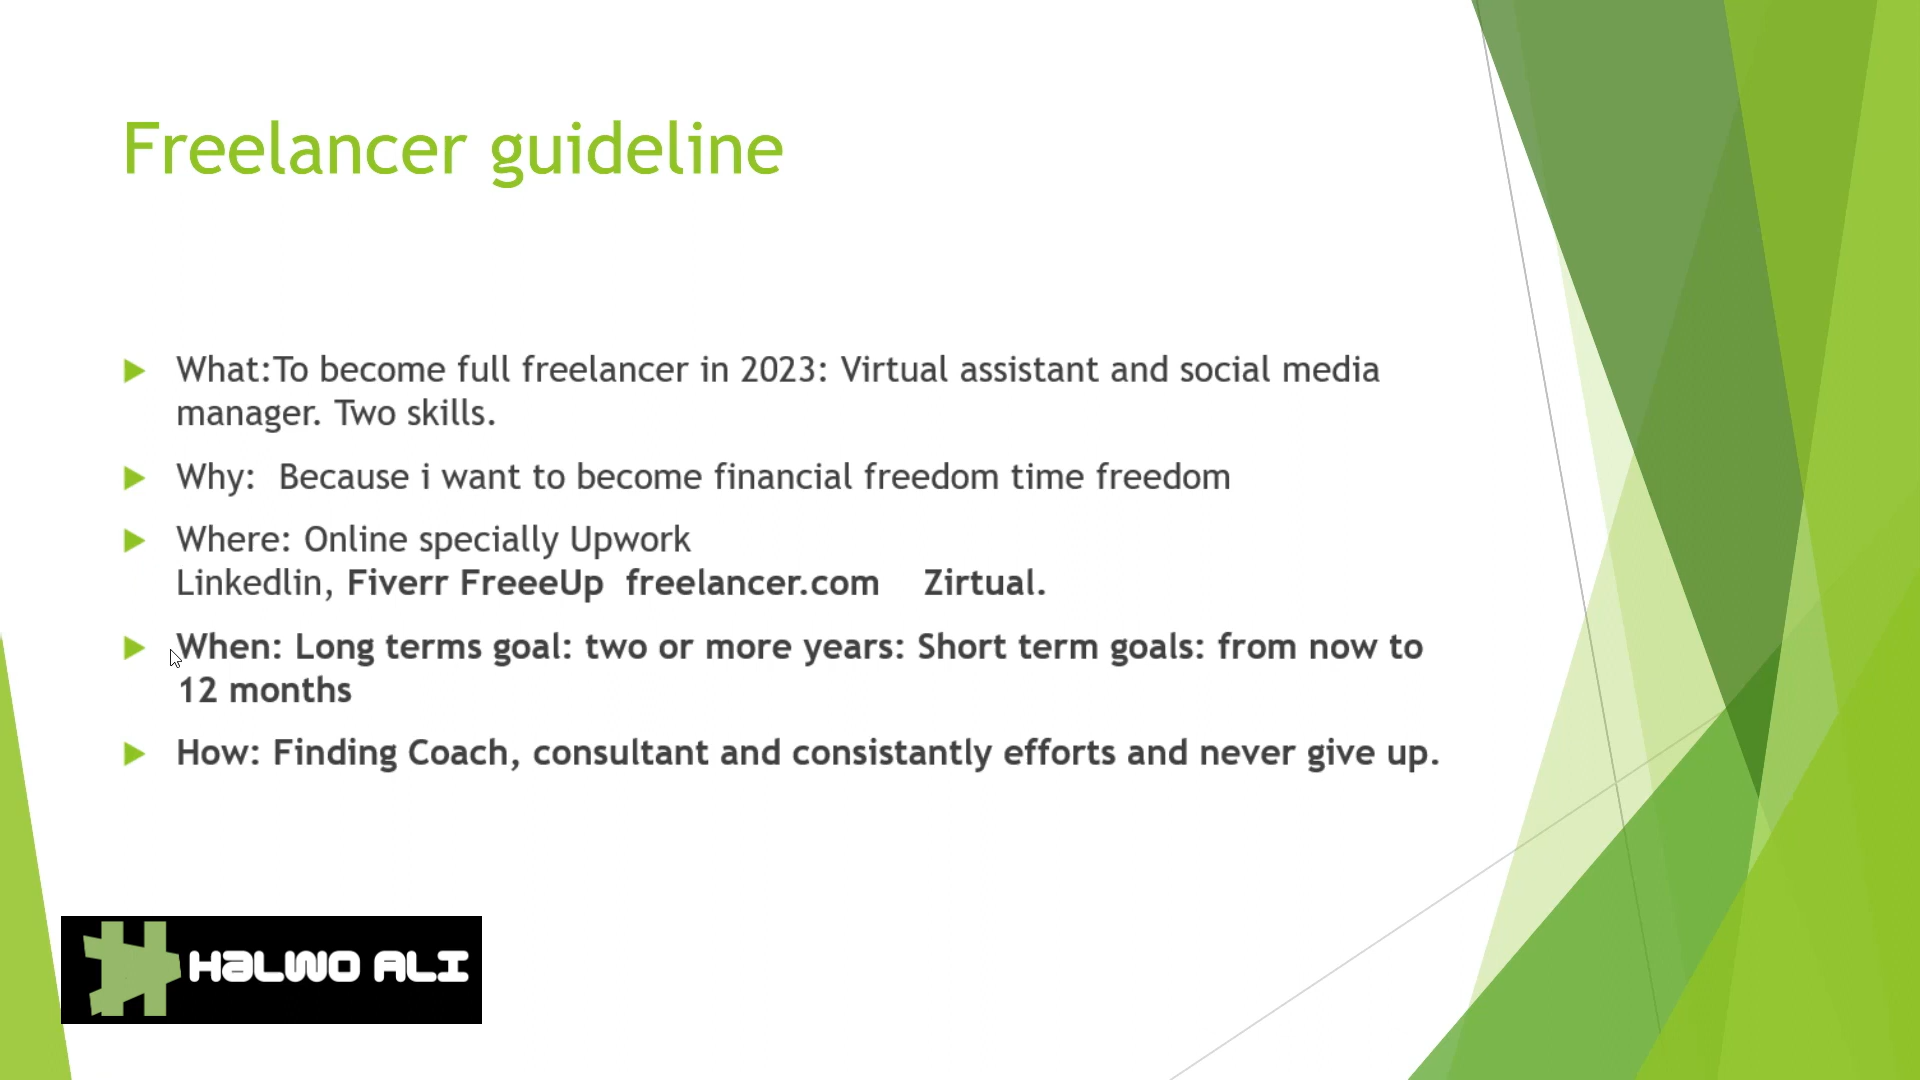 Freelancer guideline
What:To become full freelancer in 2023: Virtual assistant and social media
manager. Two skills.
Why:  Because i want to become financial freedom time freedom
Where: Online specially Upwork
Linkedlin, Fiverr FreeeUp  freelancer.com    Zirtual.
When: Long terms goal: two or more years: Short term goals: from now to
12 months
How: Finding Coach, consultant and consistantly efforts and never give up.
HALWO ALI